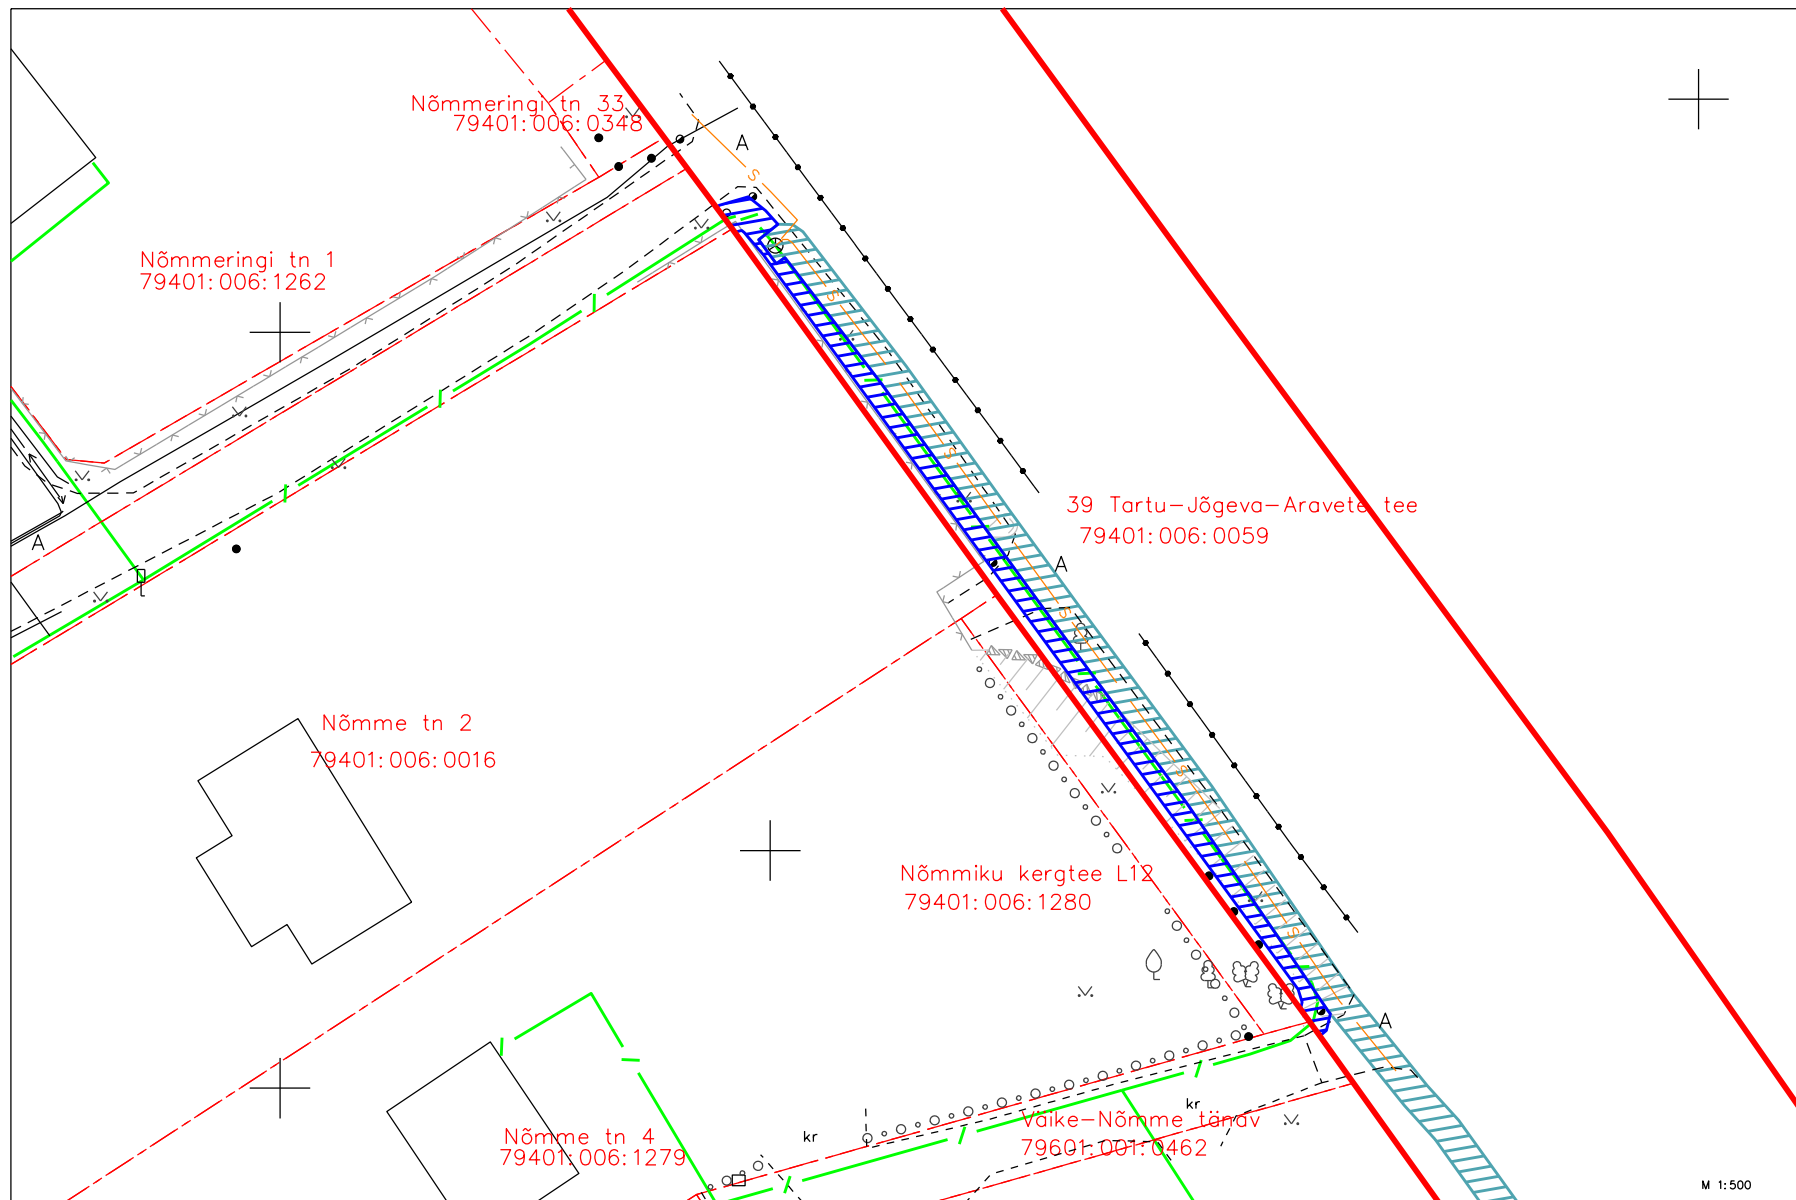 Nõmmeringi tn 33
79401:006:0348
A
S
Nõmmeringi tn 1
79401:006:1262
S
S
39 Tartu-Jõgeva-Aravete tee
79401:006:0059
A
A
S
Nõmme tn 2
79401:006:0016
S
Nõmmiku kergtee L12
79401:006:1280
S
A
kr
Väike-Nõmme tänav
79601:001:0462
kr
Nõmme tn 4
79401:006:1279
M 1:500